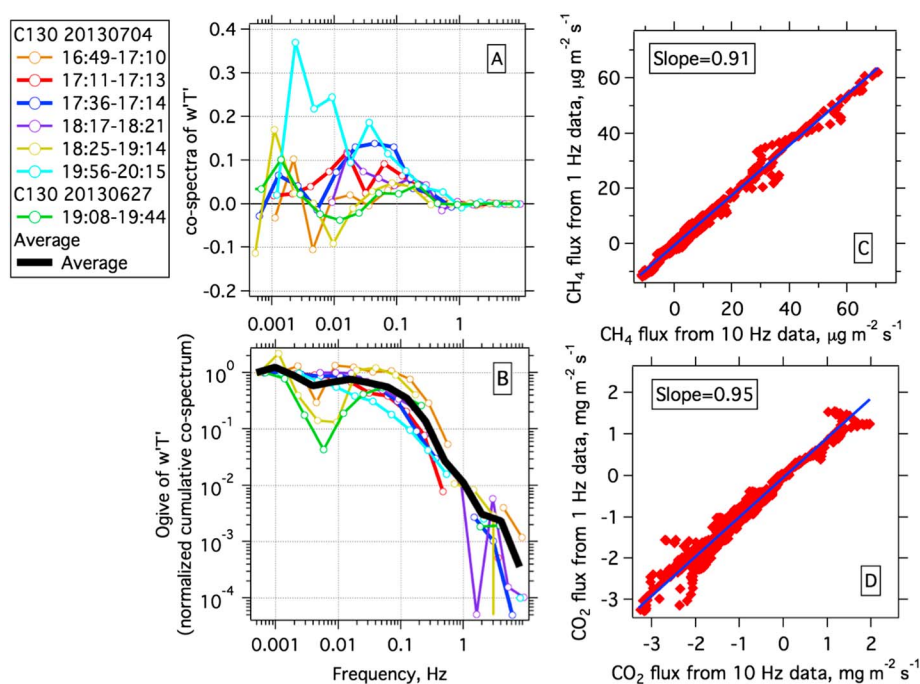 C130 20130704
16:49-17:10
17:11-17:13
17:36-17:14
18:17-18:21
18:25-19:14
19:56-20:15
C130 20130627
19:08-19:44
Average
Average
co-spectra of w'T'
0.4
0.3
0.2
0.1
0.0
-0.1
-0.2
A
0.001
0.01
0.1
1
Ogive of w'T'
(normalized cumulative co-spectrum)
10⁰
10⁻¹
10⁻²
10⁻³
10⁻⁴
B
0.001
0.01
0.1
1
Frequency, Hz
CH₄ flux from 1 Hz data, µg m⁻² s⁻¹
60
40
20
0
Slope=0.91
C
0
20
40
60
CH₄ flux from 10 Hz data, µg m⁻² s⁻¹
CO₂ flux from 1 Hz data, mg m⁻² s⁻¹
2
1
0
-1
-2
-3
Slope=0.95
D
-3
-2
-1
0
1
2
CO₂ flux from 10 Hz data, mg m⁻² s⁻¹